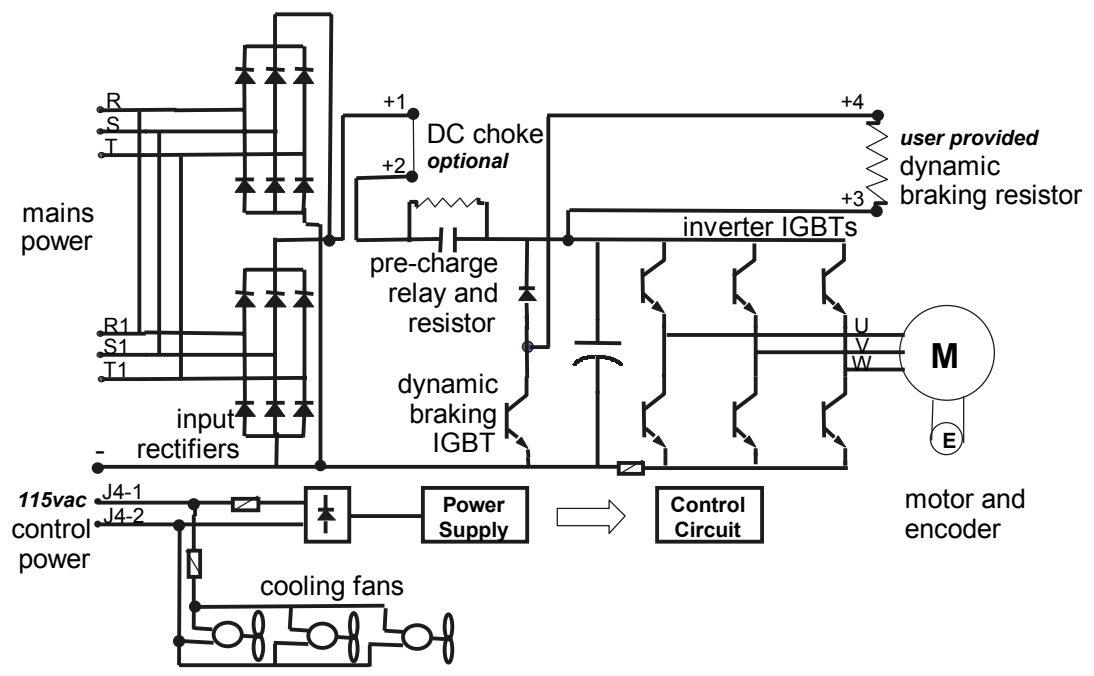 R
S
T
mains
power
+1
DC choke
optional
+2
+4
user provided
dynamic
braking resistor
+3
inverter IGBTs
pre-charge
relay and
resistor
R1
S1
T1
input
rectifiers
dynamic
braking
IGBT
U
V
W
M
E
motor and
encoder
-
115vac
control
power
J4-1
J4-2
Power
Supply
Control
Circuit
cooling fans